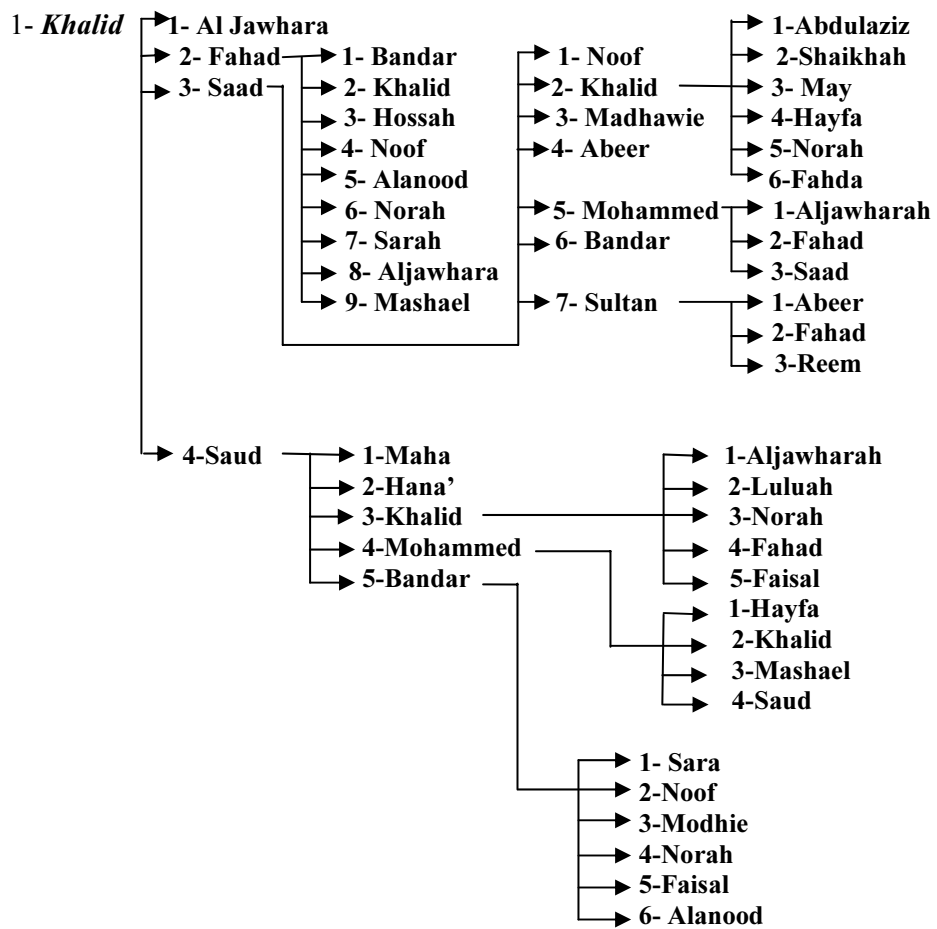 1- Khalid
1- Al Jawhara
2- Fahad
3- Saad
1- Bandar
2- Khalid
3- Hossah
4- Noof
5- Alanood
6- Norah
7- Sarah
8- Aljawhara
9- Mashael
1- Noof
2- Khalid
3- Madhawie
4- Abeer
5- Mohammed
6- Bandar
7- Sultan
1-Abdulaziz
2-Shaikhah
3- May
4-Hayfa
5-Norah
6-Fahda
1-Aljawharah
2-Fahad
3-Saad
1-Abeer
2-Fahad
3-Reem
4-Saud
1-Maha
2-Hana’
3-Khalid
4-Mohammed
5-Bandar
1-Aljawharah
2-Luluah
3-Norah
4-Fahad
5-Faisal
1-Hayfa
2-Khalid
3-Mashael
4-Saud
1- Sara
2-Noof
3-Modhie
4-Norah
5-Faisal
6- Alanood